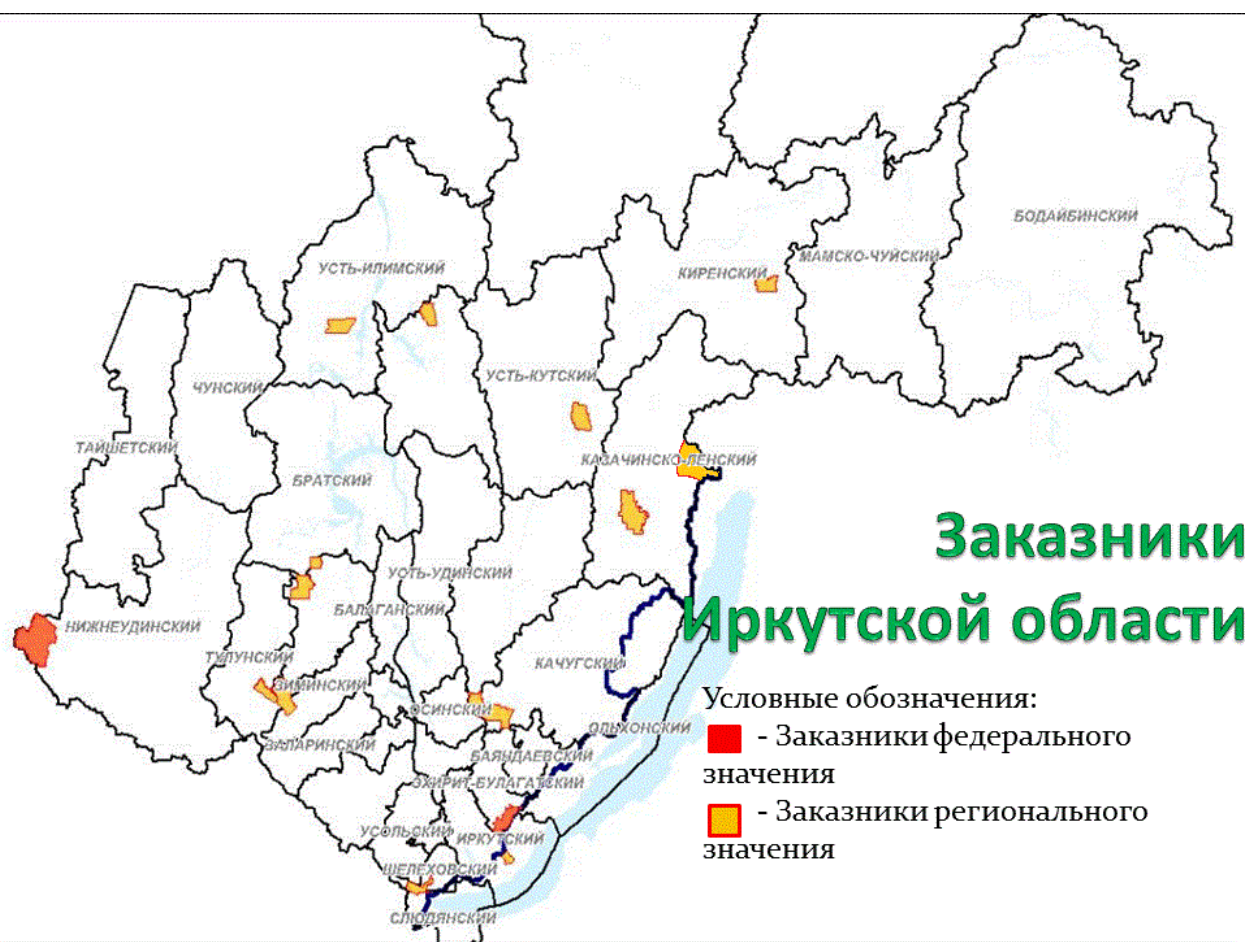 БОДАЙБИНСКИЙ
МАМСКО-ЧУЙСКИЙ
УСТЬ-ИЛИМСКИЙ
КИРЕНСКИЙ
УСТЬ-КУТСКИЙ
ЧУНСКИЙ
ТАЙШЕТСКИЙ
КАЗАЧИНСКО-ЛЕНСКИЙ
БРАТСКИЙ
Заказники
Иркутской области
УОТЬ-УДИНСКИЙ
БАЛАГАНСКИЙ
НИЖНЕУДИНСКИЙ
ТУЛУНСКИЙ
КАЧУГСКИЙ
ЗИМИНСКИЙ
ОСИНСКИЙ
ОЛЬХОНСКИЙ
ЗАЛАРИНСКИЙ
БАЯНДАЕВСКИЙ
ЭХИРИТ-БУЛАГАТСКИЙ
УСОЛЬСКИЙ
ИРКУТСКИЙ
ШЕЛЕХОВСКИЙ
СЛЮДЯНСКИЙ
Условные обозначения:
- Заказники федерального
значения
- Заказники регионального
значения